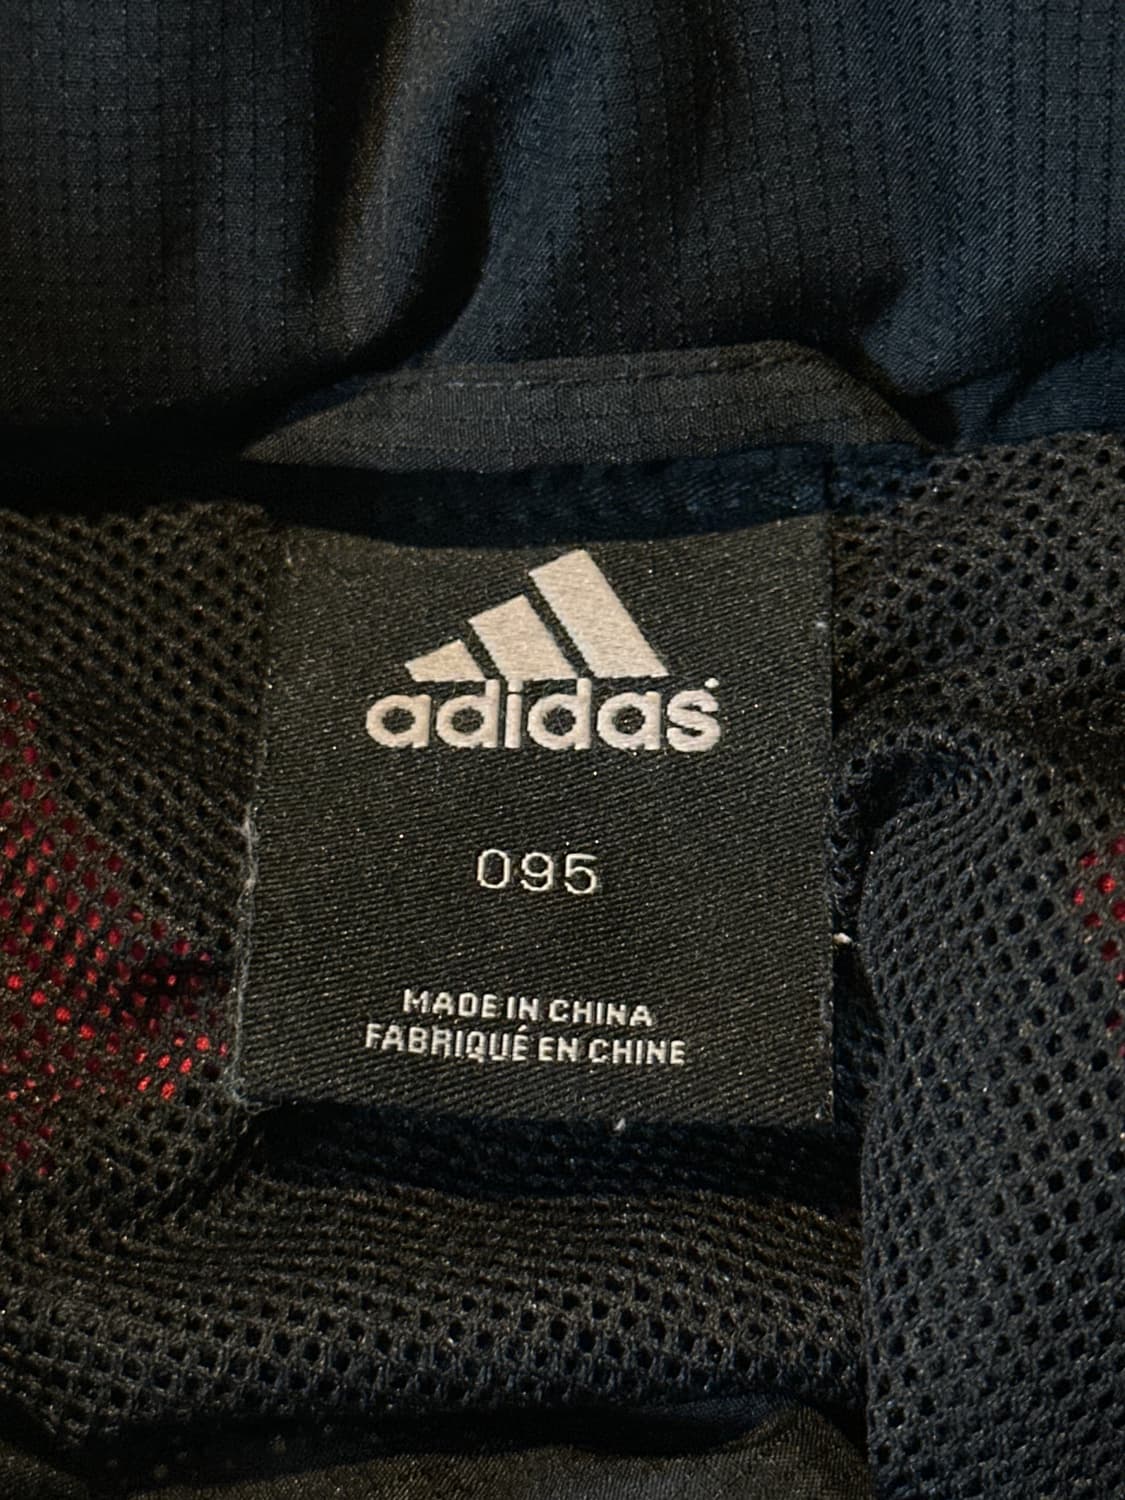 adidas
095
MADE IN CHINA
FABRIQUÉ EN CHINE